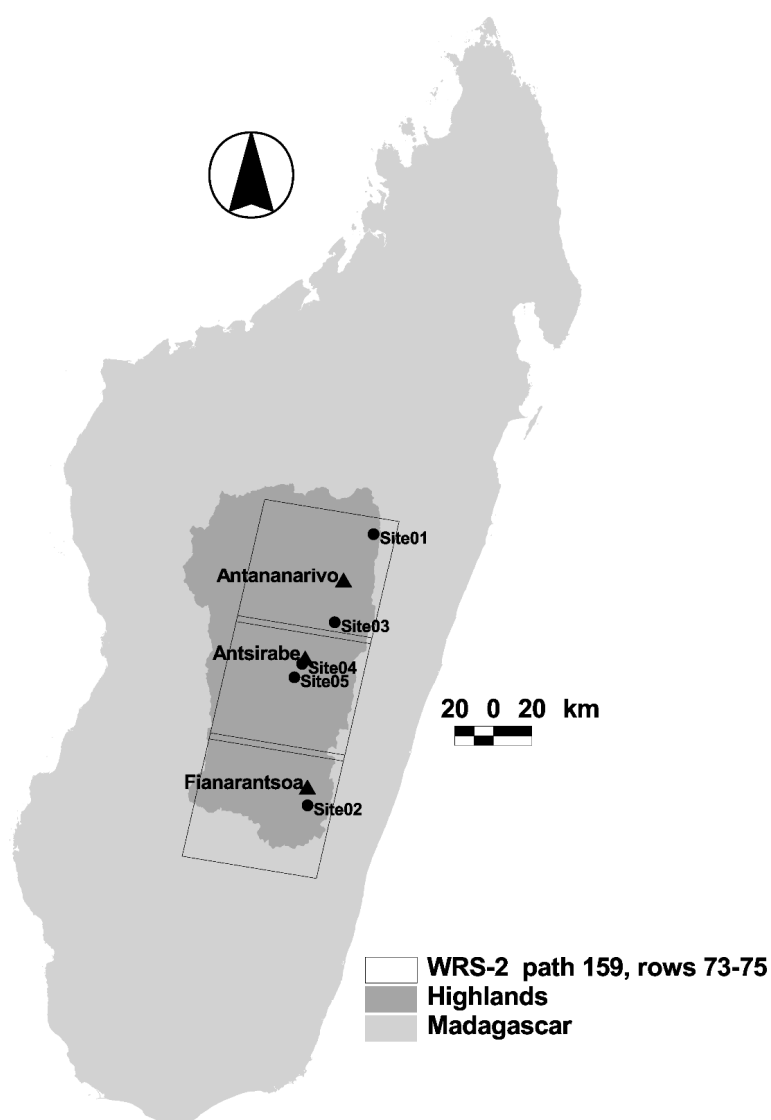 Site01
Antananarivo
Site03
Antsirabe
Site04
Site05
20 0 20 km
Fianarantsoa
Site02
WRS-2 path 159, rows 73-75
Highlands
Madagascar